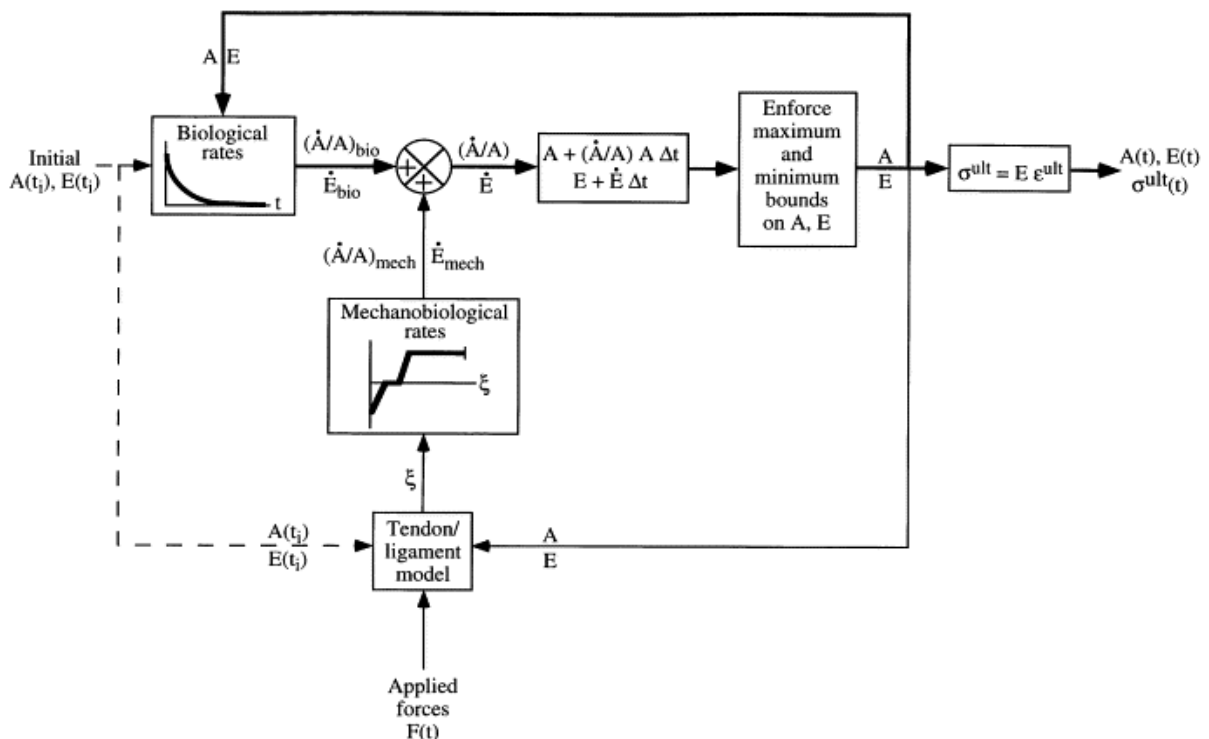 A E
Biological
rates
t
Initial
A(tᵢ), E(tᵢ)
(Ȧ/A)bio
Ėbio
+
+
(Ȧ/A)
Ė
A + (Ȧ/A) A Δt
E + Ė Δt
Enforce
maximum
and
minimum
bounds
on A, E
A
E
σᵘˡᵗ = E εᵘˡᵗ
A(t), E(t)
σᵘˡᵗ(t)
(Ȧ/A)mech Ėmech
Mechanobiological
rates
ξ
ξ
A(tᵢ)
E(tᵢ)
Tendon/
ligament
model
A
E
Applied
forces
F(t)